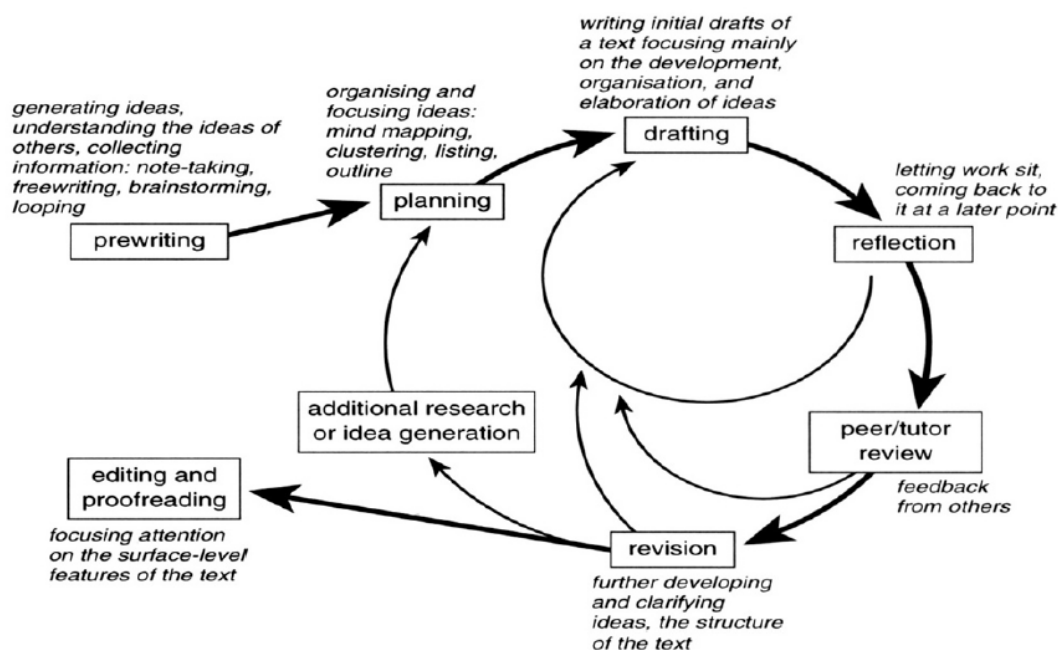 generating ideas,
understanding the ideas of
others, collecting
information: note-taking,
freewriting, brainstorming,
looping
prewriting
organising and
focusing ideas:
mind mapping,
clustering, listing,
outline
planning
writing initial drafts of
a text focusing mainly
on the development,
organisation, and
elaboration of ideas
drafting
letting work sit,
coming back to
it at a later point
reflection
peer/tutor
review
feedback
from others
revision
further developing
and clarifying
ideas, the structure
of the text
additional research
or idea generation
editing and
proofreading
focusing attention
on the surface-level
features of the text